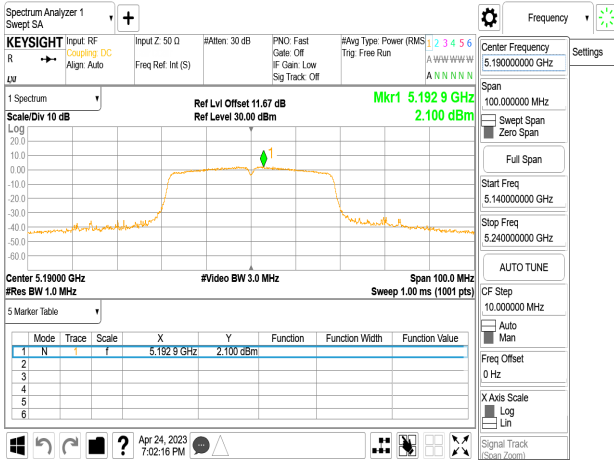 Spectrum Analyzer 1
Swept SA
Frequency
KEYSIGHT
R
LXI
Input: RF
Coupling: DC
Align: Auto
Input Z: 50 Ω
Freq Ref: Int (S)
#Atten: 30 dB
PNO: Fast
Gate: Off
IF Gain: Low
Sig Track: Off
#Avg Type: Power (RMS
Trig: Free Run
1 2 3 4 5 6
A W W W W W
A N N N N N
1 Spectrum
Scale/Div 10 dB
Ref Lvl Offset 11.67 dB
Ref Level 30.00 dBm
Mkr1 5.192 9 GHz
2.100 dBm
Log
20.0
10.0
0.00
-10.0
-20.0
-30.0
-40.0
-50.0
-60.0
1
Center 5.19000 GHz
#Res BW 1.0 MHz
#Video BW 3.0 MHz
Span 100.0 MHz
Sweep 1.00 ms (1001 pts)
5 Marker Table
Mode Trace Scale X Y Function Function Width Function Value
1 N 1 f 5.192 9 GHz 2.100 dBm
2
3
4
5
6
Apr 24, 2023
7:02:16 PM
?
Center Frequency
5.190000000 GHz
Settings
Span
100.000000 MHz
Swept Span
Zero Span
Full Span
Start Freq
5.140000000 GHz
Stop Freq
5.240000000 GHz
AUTO TUNE
CF Step
10.000000 MHz
Auto
Man
Freq Offset
0 Hz
X Axis Scale
Log
Lin
Signal Track
(Span Zoom)